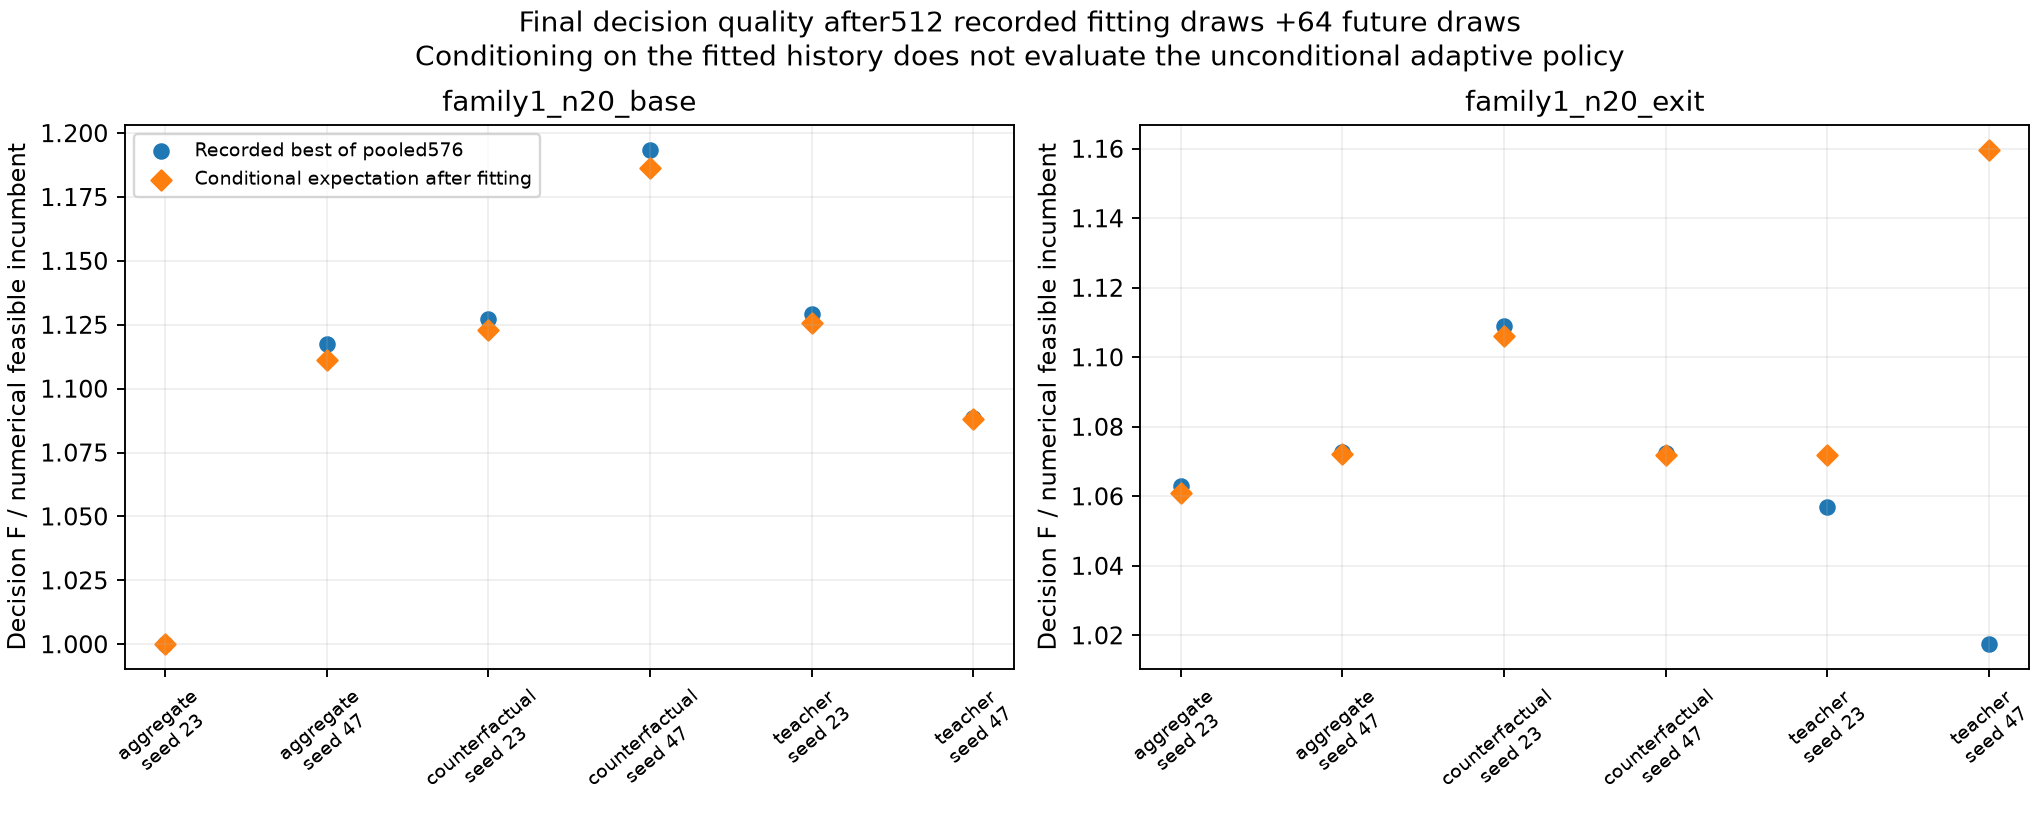 Final decision quality after512 recorded fitting draws +64 future draws
Conditioning on the fitted history does not evaluate the unconditional adaptive policy
family1_n20_base
Decision F / numerical feasible incumbent
1.200
1.175
1.150
1.125
1.100
1.075
1.050
1.025
1.000
Recorded best of pooled576
Conditional expectation after fitting
aggregate
seed 23
aggregate
seed 47
counterfactual
seed 23
counterfactual
seed 47
teacher
seed 23
teacher
seed 47
family1_n20_exit
Decision F / numerical feasible incumbent
1.16
1.14
1.12
1.10
1.08
1.06
1.04
1.02
aggregate
seed 23
aggregate
seed 47
counterfactual
seed 23
counterfactual
seed 47
teacher
seed 23
teacher
seed 47